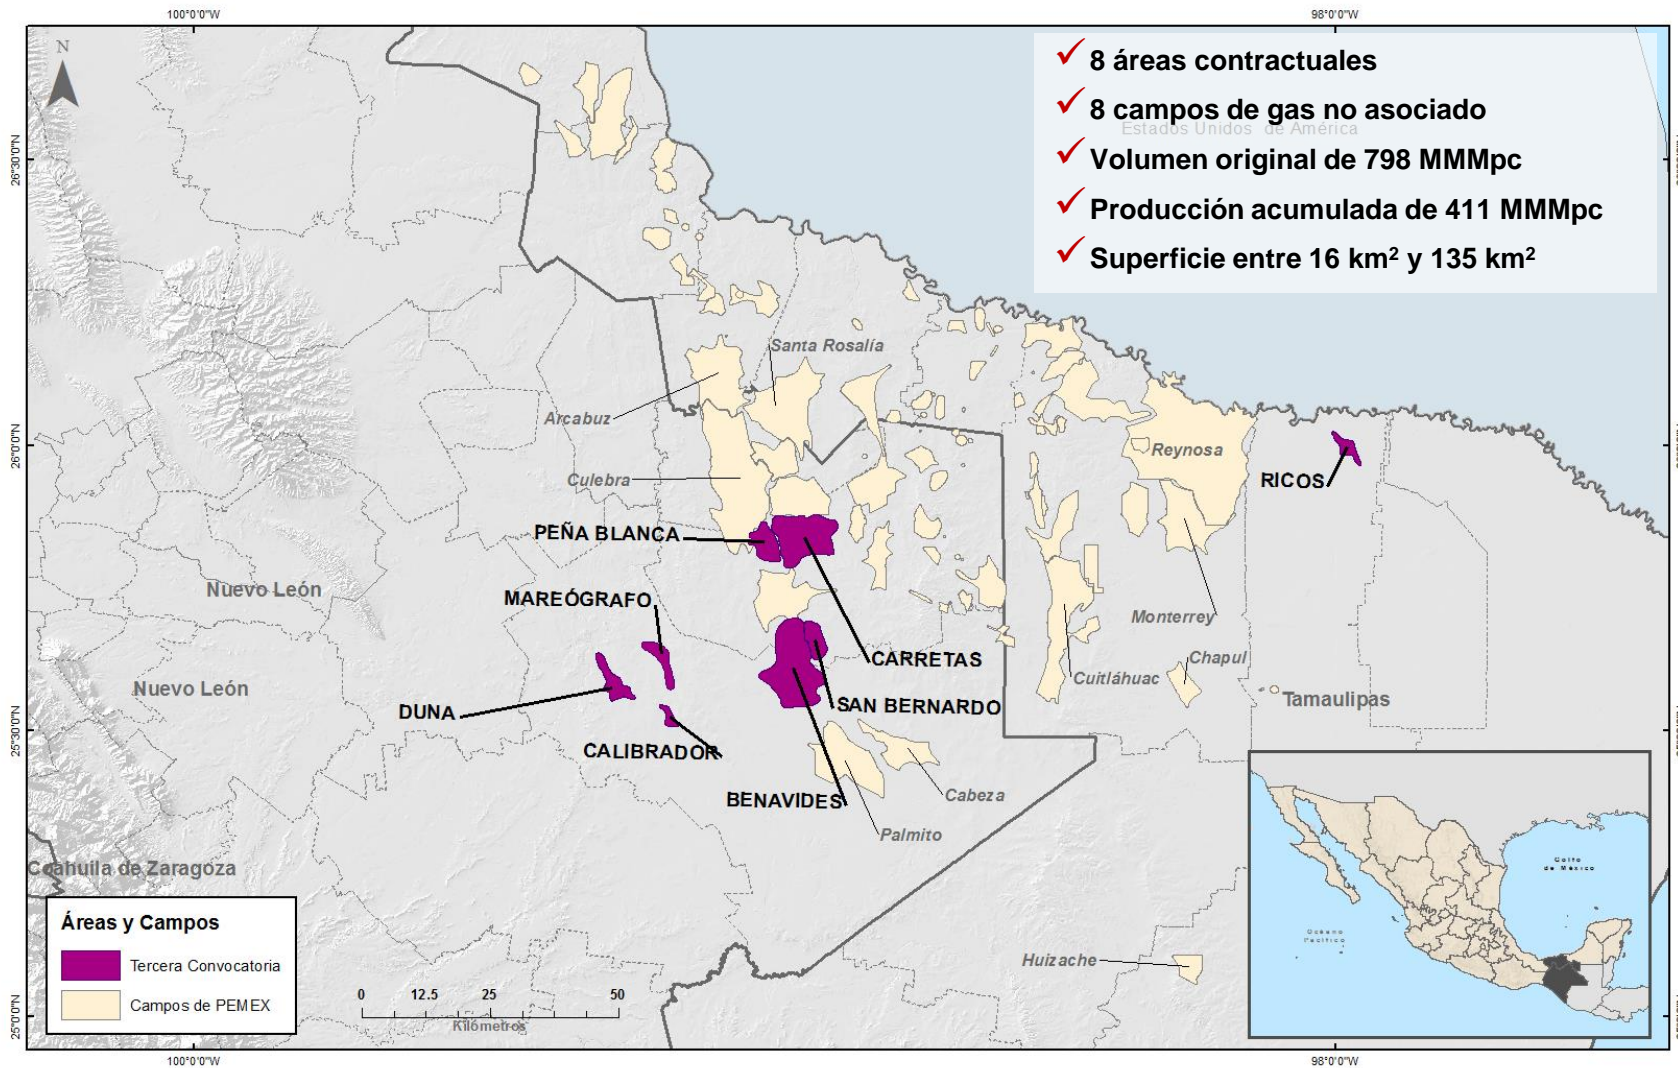 100°0'0"W
98°0'0"W
N
8 áreas contractuales
8 campos de gas no asociado
Estados Unidos de América
Volumen original de 798 MMMpc
Producción acumulada de 411 MMMpc
Superficie entre 16 km² y 135 km²
26°30'0"N
Santa Rosalía
Arcabuz
26°0'0"N
Reynosa
Culebra
RICOS
PEÑA BLANCA
Nuevo León
MAREÓGRAFO
Monterrey
CARRETAS
Chapul
Cuitláhuac
Nuevo León
Tamaulipas
DUNA
SAN BERNARDO
25°30'0"N
CALIBRADOR
BENAVIDES
Cabeza
Palmito
Coahuila de Zaragoza
Golfo
de México
Océano
Pacífico
Áreas y Campos
Tercera Convocatoria
Campos de PEMEX
Huizache
0 12.5 25 50
Kilómetros
25°0'0"N
100°0'0"W
98°0'0"W